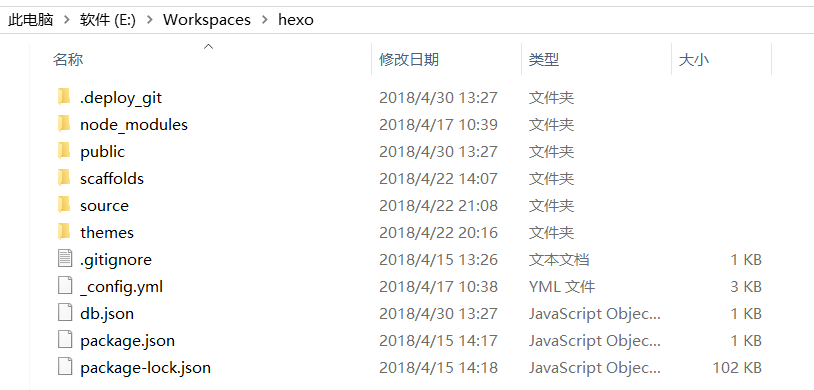 此电脑 > 软件 (E:) > Workspaces > hexo
名称 修改日期 类型 大小
.deploy_git 2018/4/30 13:27 文件夹
node_modules 2018/4/17 10:39 文件夹
public 2018/4/30 13:27 文件夹
scaffolds 2018/4/22 14:07 文件夹
source 2018/4/22 21:08 文件夹
themes 2018/4/22 20:16 文件夹
.gitignore 2018/4/15 13:26 文本文档 1 KB
_config.yml 2018/4/17 10:38 YML 文件 3 KB
db.json 2018/4/30 13:27 JavaScript Objec... 1 KB
package.json 2018/4/15 14:17 JavaScript Objec... 1 KB
package-lock.json 2018/4/15 14:18 JavaScript Objec... 102 KB